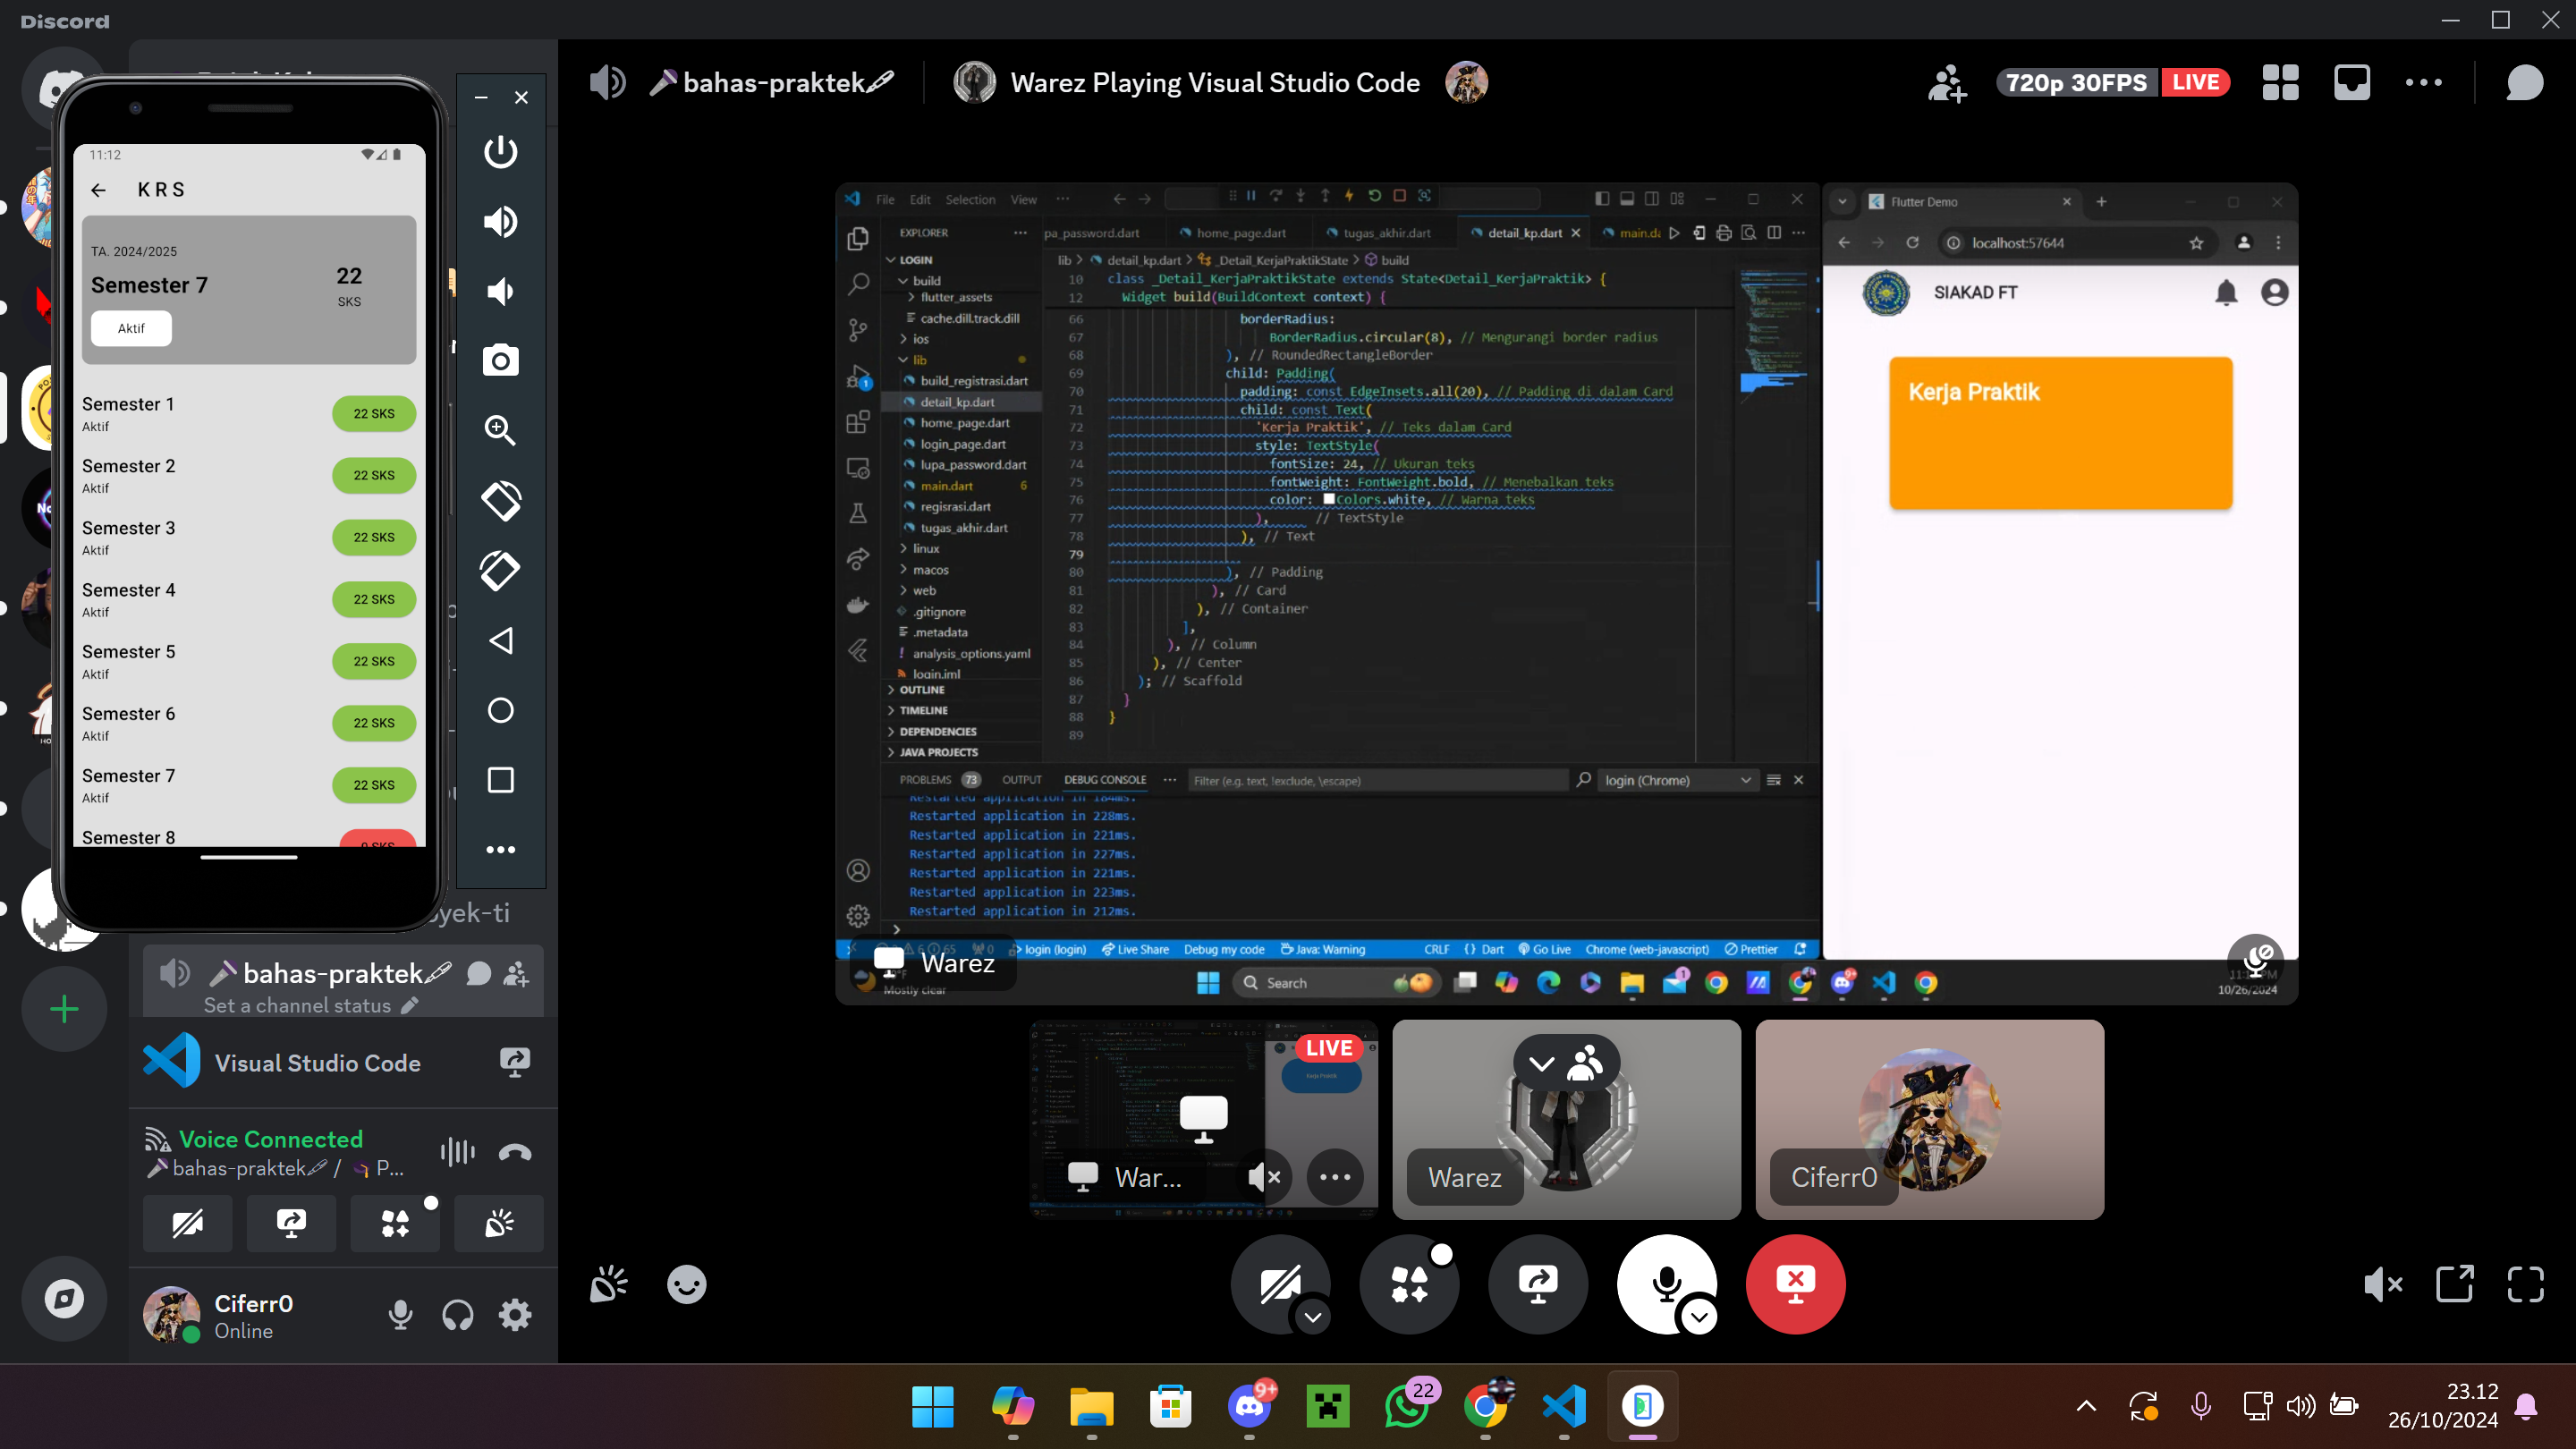 Discord
bahas-praktek
Warez Playing Visual Studio Code
720p 30FPS
LIVE
11:12
KRS
TA. 2024/2025
Semester 7
22
SKS
Aktif
Semester 1
Aktif
22 SKS
Semester 2
Aktif
22 SKS
Semester 3
Aktif
22 SKS
Semester 4
Aktif
22 SKS
Semester 5
Aktif
22 SKS
Semester 6
Aktif
22 SKS
Semester 7
Aktif
22 SKS
Semester 8
0 SKS
yek-ti
bahas-praktek
Set a channel status
Visual Studio Code
Voice Connected
bahas-praktek / P...
Ciferr0
Online
File Edit Selection View ...
EXPLORER
LOGIN
build
flutter_assets
cache.dill.track.dill
ios
lib
build_registrasi.dart
detail_kp.dart
home_page.dart
login_page.dart
lupa_password.dart
main.dart 6
regisrasi.dart
tugas_akhir.dart
linux
macos
web
.gitignore
.metadata
analysis_options.yaml
login.iml
OUTLINE
TIMELINE
DEPENDENCIES
JAVA PROJECTS
pa_password.dart home_page.dart tugas_akhir.dart detail_kp.dart main.d
lib > detail_kp.dart > _Detail_KerjaPraktikState > build
10 class _Detail_KerjaPraktikState extends State<Detail_KerjaPraktik> {
12 Widget build(BuildContext context) {
66 borderRadius:
67 BorderRadius.circular(8), // Mengurangi border radius
68 ), // RoundedRectangleBorder
69 child: Padding(
70 padding: const EdgeInsets.all(20), // Padding di dalam Card
71 child: const Text(
72 'Kerja Praktik', // Teks dalam Card
73 style: TextStyle(
74 fontSize: 24, // Ukuran teks
75 fontWeight: FontWeight.bold, // Menebalkan teks
76 color: Colors.white, // Warna teks
77 ), // TextStyle
78 ), // Text
79
80 ), // Padding
81 ), // Card
82 ), // Container
83 ],
84 ), // Column
85 ), // Center
86 ); // Scaffold
87 }
88 }
89
PROBLEMS 73 OUTPUT DEBUG CONSOLE ...
Filter (e.g. text, !exclude, \escape)
login (Chrome)
Restarted application in 184ms.
Restarted application in 228ms.
Restarted application in 221ms.
Restarted application in 227ms.
Restarted application in 221ms.
Restarted application in 223ms.
Restarted application in 212ms.
6 65 0 login (login) Live Share Debug my code Java: Warning CRLF {} Dart Go Live Chrome (web-javascript) Prettier
Flutter Demo
localhost:57644
SIAKAD FT
Kerja Praktik
Warez
Mostly clear
Search
10/26/2024
LIVE
War...
Warez
Ciferr0
9+
22
23.12
26/10/2024